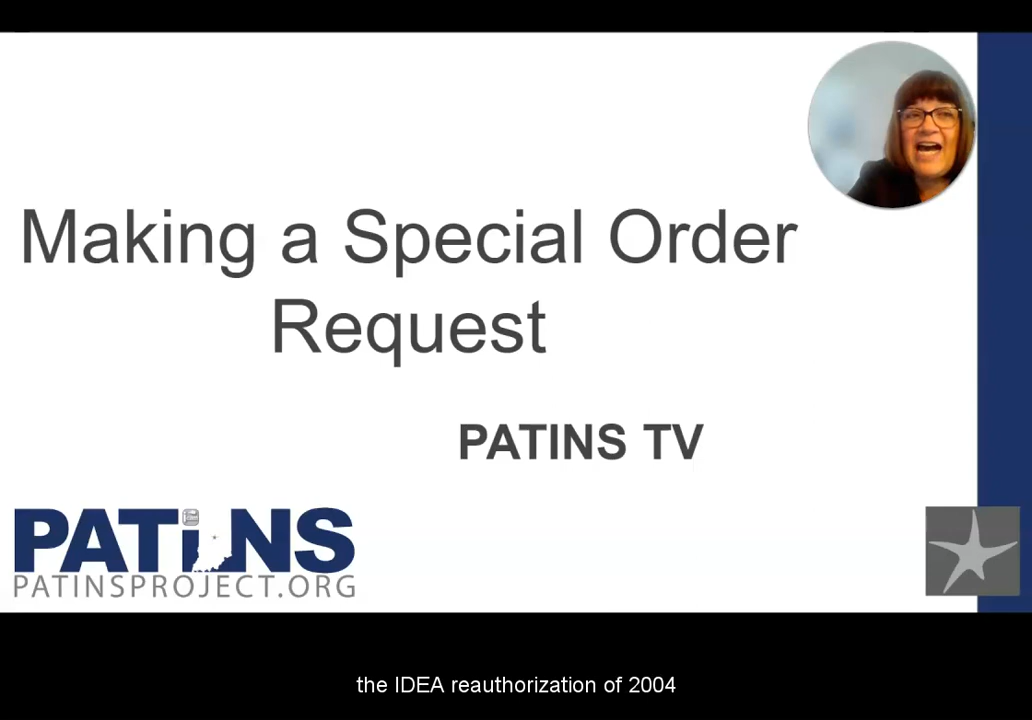 Making a Special Order
Request
PATINS TV
PATINS
PATINSPROJECT.ORG
the IDEA reauthorization of 2004